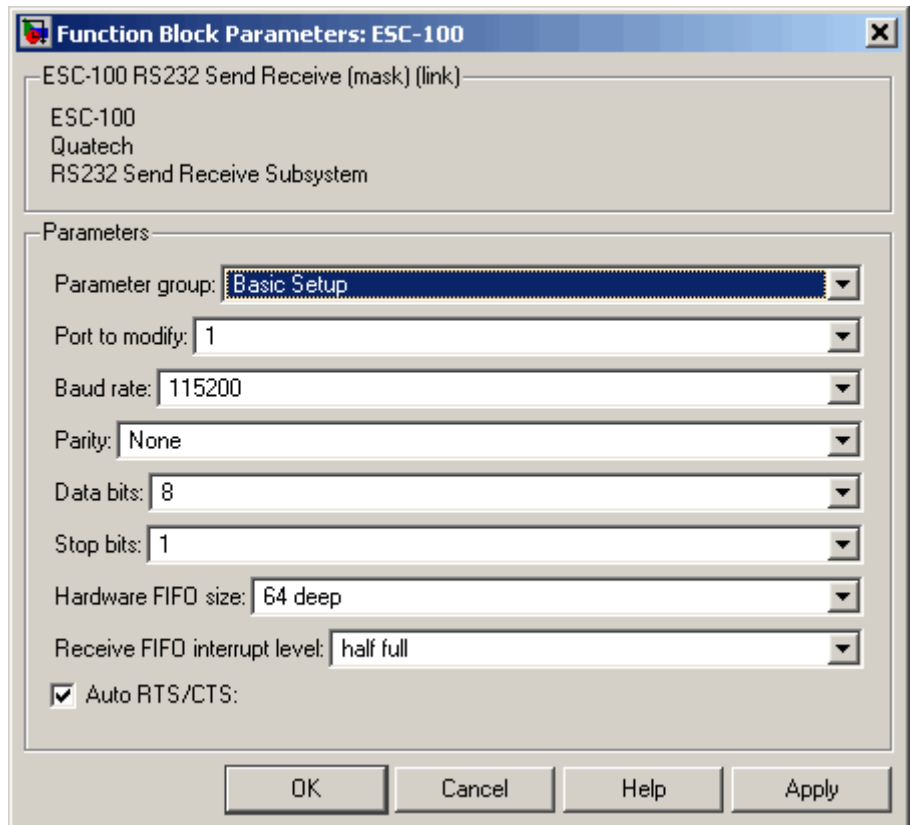 Function Block Parameters: ESC-100
ESC-100 RS232 Send Receive (mask) (link)
ESC-100
Quatech
RS232 Send Receive Subsystem
Parameters
Parameter group: Basic Setup
Port to modify: 1
Baud rate: 115200
Parity: None
Data bits: 8
Stop bits: 1
Hardware FIFO size: 64 deep
Receive FIFO interrupt level: half full
Auto RTS/CTS:
OK Cancel Help Apply